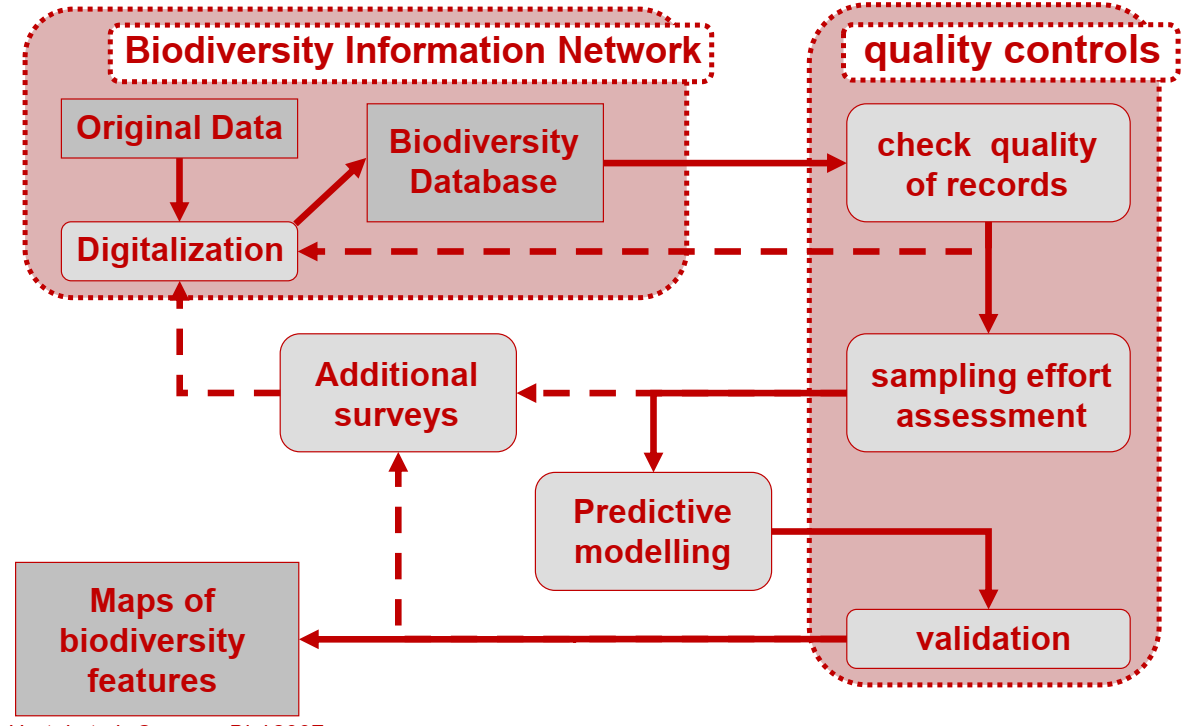 Biodiversity Information Network
quality controls
Original Data
Biodiversity
Database
check quality
of records
Digitalization
Additional
surveys
sampling effort
assessment
Predictive
modelling
Maps of
biodiversity
features
validation